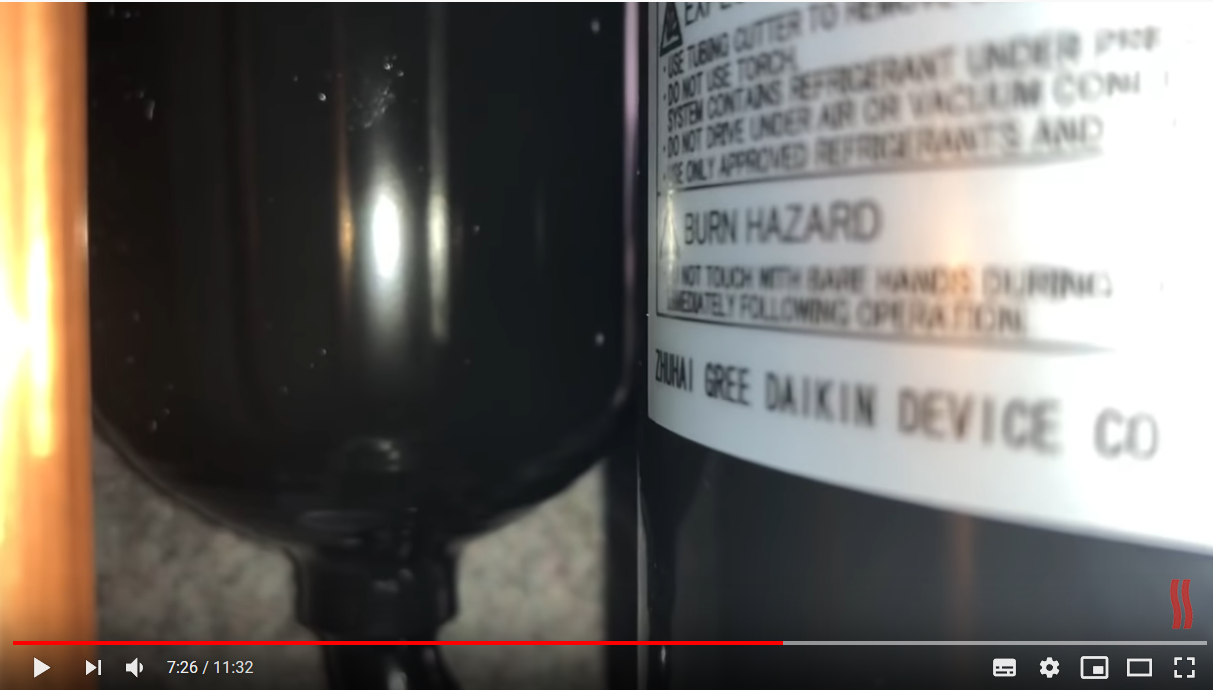 • USE TUBING CUTTER TO REMOVE
• DO NOT USE TORCH.
SYSTEM CONTAINS REFRIGERANT UNDER
• DO NOT DRIVE UNDER AIR OR VACUUM
USE ONLY APPROVED REFRIGERANTS AND
BURN HAZARD
NOT TOUCH WITH BARE HANDS DURING
IMMEDIATELY FOLLOWING OPERATION.
ZHUHAI GREE DAIKIN DEVICE CO
7:26 / 11:32